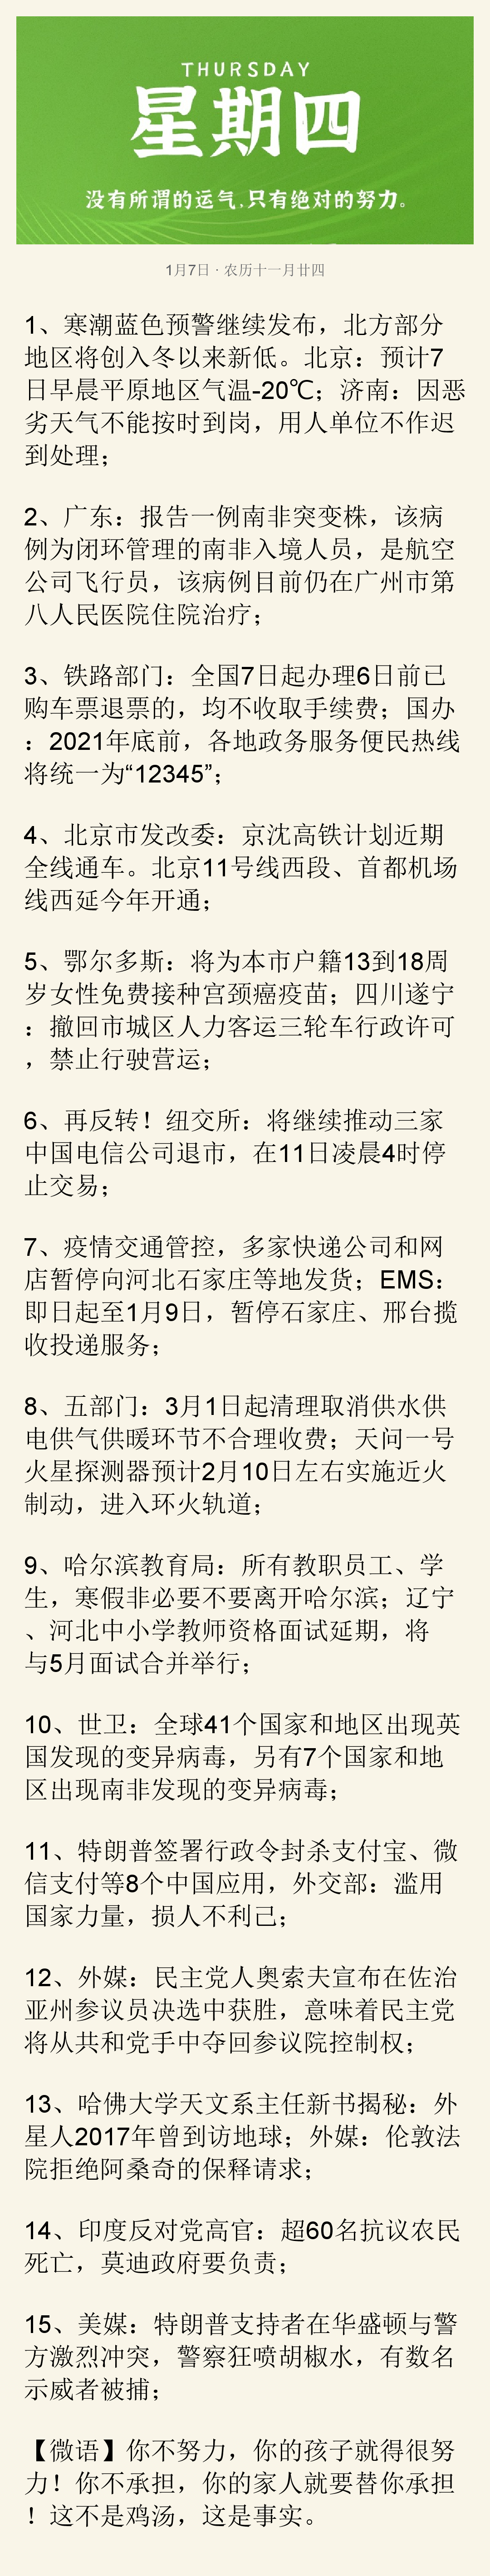 THURSDAY
星期四
没有所谓的运气,只有绝对的努力。
1月7日 · 农历十一月廿四
1、寒潮蓝色预警继续发布，北方部分
地区将创入冬以来新低。北京：预计7
日早晨平原地区气温-20℃；济南：因恶
劣天气不能按时到岗，用人单位不作迟
到处理；
2、广东：报告一例南非突变株，该病
例为闭环管理的南非入境人员，是航空
公司飞行员，该病例目前仍在广州市第
八人民医院住院治疗；
3、铁路部门：全国7日起办理6日前已
购车票退票的，均不收取手续费；国办
：2021年底前，各地政务服务便民热线
将统一为“12345”；
4、北京市发改委：京沈高铁计划近期
全线通车。北京11号线西段、首都机场
线西延今年开通；
5、鄂尔多斯：将为本市户籍13到18周
岁女性免费接种宫颈癌疫苗；四川遂宁
：撤回市城区人力客运三轮车行政许可
，禁止行驶营运；
6、再反转！纽交所：将继续推动三家
中国电信公司退市，在11日凌晨4时停
止交易；
7、疫情交通管控，多家快递公司和网
店暂停向河北石家庄等地发货；EMS：
即日起至1月9日，暂停石家庄、邢台揽
收投递服务；
8、五部门：3月1日起清理取消供水供
电供气供暖环节不合理收费；天问一号
火星探测器预计2月10日左右实施近火
制动，进入环火轨道；
9、哈尔滨教育局：所有教职员工、学
生，寒假非必要不要离开哈尔滨；辽宁
、河北中小学教师资格面试延期，将
与5月面试合并举行；
10、世卫：全球41个国家和地区出现英
国发现的变异病毒，另有7个国家和地
区出现南非发现的变异病毒；
11、特朗普签署行政令封杀支付宝、微
信支付等8个中国应用，外交部：滥用
国家力量，损人不利己；
12、外媒：民主党人奥索夫宣布在佐治
亚州参议员决选中获胜，意味着民主党
将从共和党手中夺回参议院控制权；
13、哈佛大学天文系主任新书揭秘：外
星人2017年曾到访地球；外媒：伦敦法
院拒绝阿桑奇的保释请求；
14、印度反对党高官：超60名抗议农民
死亡，莫迪政府要负责；
15、美媒：特朗普支持者在华盛顿与警
方激烈冲突，警察狂喷胡椒水，有数名
示威者被捕；
【微语】你不努力，你的孩子就得很努
力！你不承担，你的家人就要替你承担
！这不是鸡汤，这是事实。